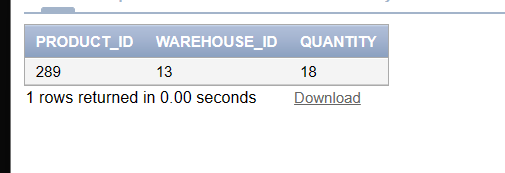 PRODUCT_ID WAREHOUSE_ID QUANTITY
289 13 18
1 rows returned in 0.00 seconds Download